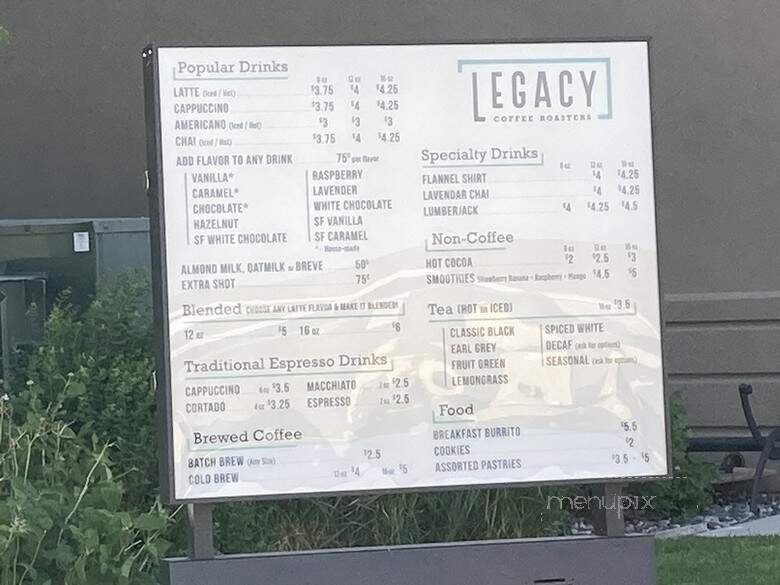 Popular Drinks
8 oz 12 oz 16 oz
LATTE (Iced / Hot) $3.75 $4 $4.25
CAPPUCCINO $3.75 $4 $4.25
AMERICANO (Iced / Hot) $3 $3 $3
CHAI (Iced / Hot) $3.75 $4 $4.25
ADD FLAVOR TO ANY DRINK 75¢ per flavor
VANILLA*
CARAMEL*
CHOCOLATE*
HAZELNUT
SF WHITE CHOCOLATE
RASPBERRY
LAVENDER
WHITE CHOCOLATE
SF VANILLA
SF CARAMEL
* - House-made
ALMOND MILK, OATMILK or BREVE 50¢
EXTRA SHOT 75¢
Blended CHOOSE ANY LATTE FLAVOR & MAKE IT BLENDED!
12 oz $5 16 oz $6
Traditional Espresso Drinks
CAPPUCCINO 6 oz $3.5 MACCHIATO $2.5
CORTADO 4 oz $3.25 ESPRESSO $2.5
Brewed Coffee
BATCH BREW (Any Size) $2.5
COLD BREW 12 oz $4 16 oz $5
LEGACY
COFFEE ROASTERS
Specialty Drinks
8 oz 12 oz 16 oz
FLANNEL SHIRT $4 $4.25
LAVENDAR CHAI $4 $4.25
LUMBERJACK $4 $4.25 $4.5
Non-Coffee
8 oz 12 oz 16 oz
HOT COCOA $2 $2.5 $3
SMOOTHIES Strawberry Banana - Raspberry - Mango $4.5 $5
Tea (HOT or ICED) 16 oz $3.5
CLASSIC BLACK
EARL GREY
FRUIT GREEN
LEMONGRASS
SPICED WHITE
DECAF (ask for options)
SEASONAL (ask for options)
Food
BREAKFAST BURRITO $5.5
COOKIES $2
ASSORTED PASTRIES $3.5 - $5
menupix